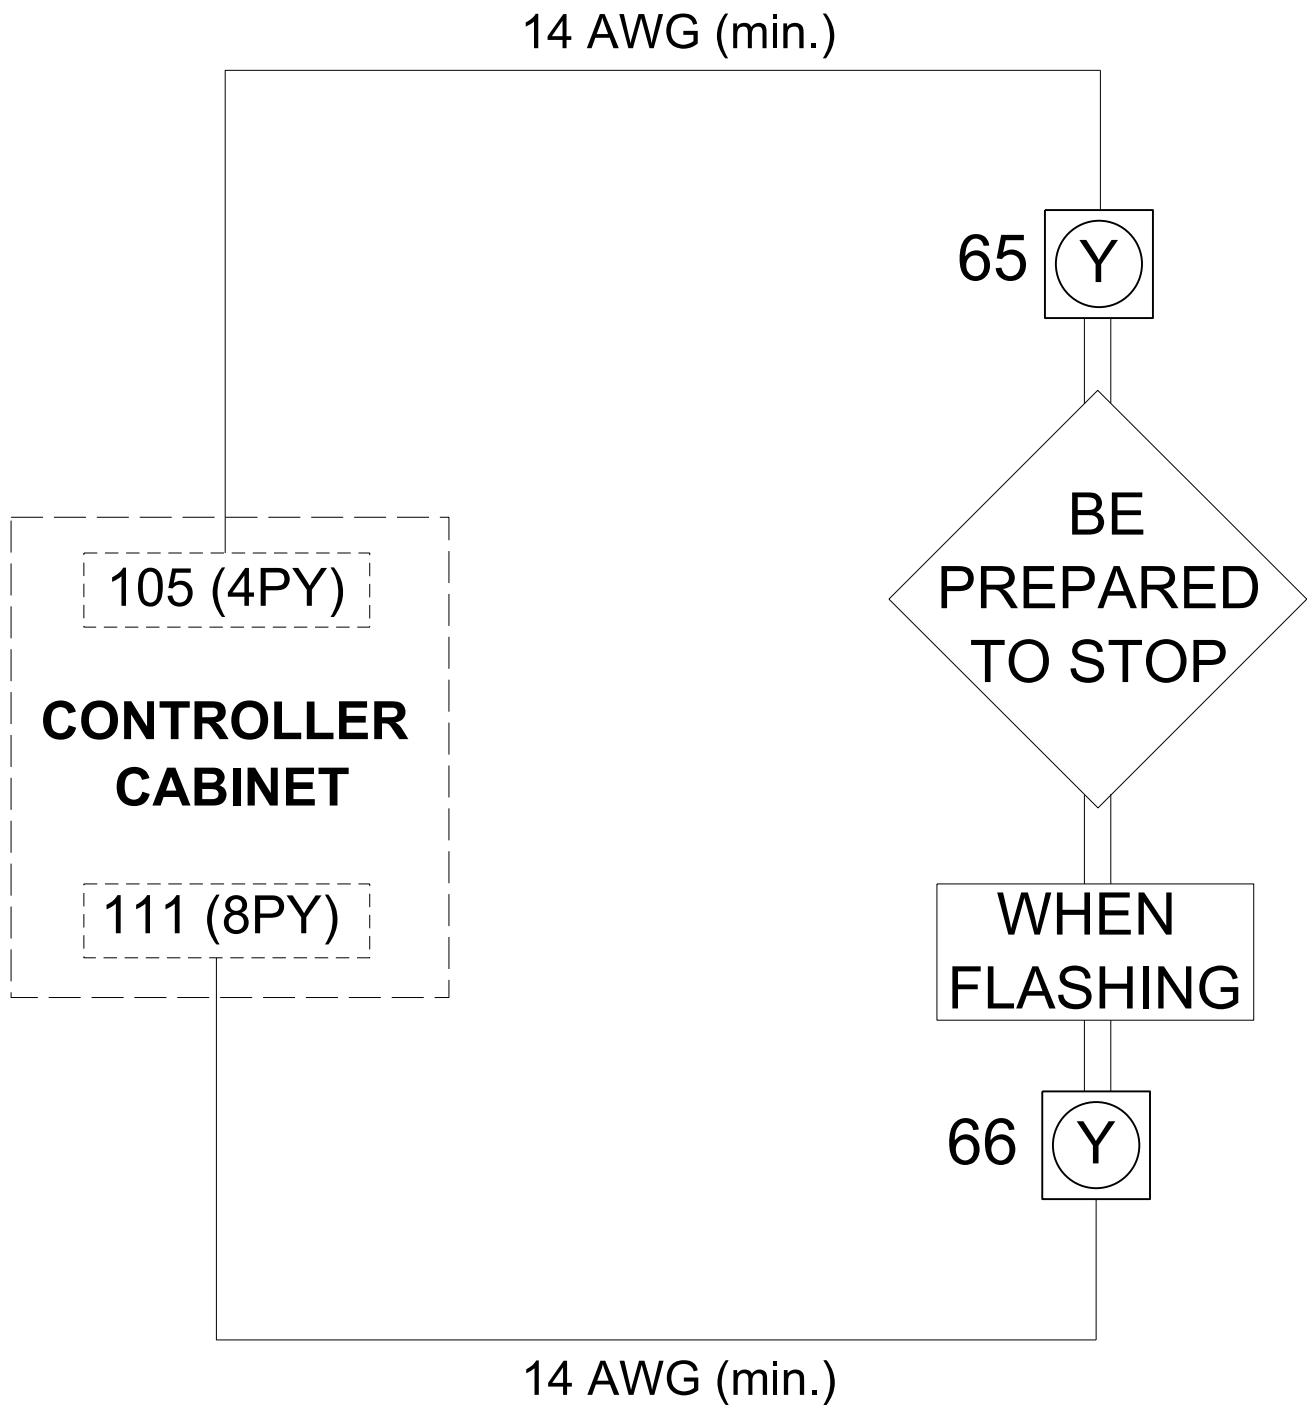 14 AWG (min.)
65
Y
BE
PREPARED
TO STOP
105 (4PY)
CONTROLLER
CABINET
111 (8PY)
WHEN
FLASHING
66
Y
14 AWG (min.)